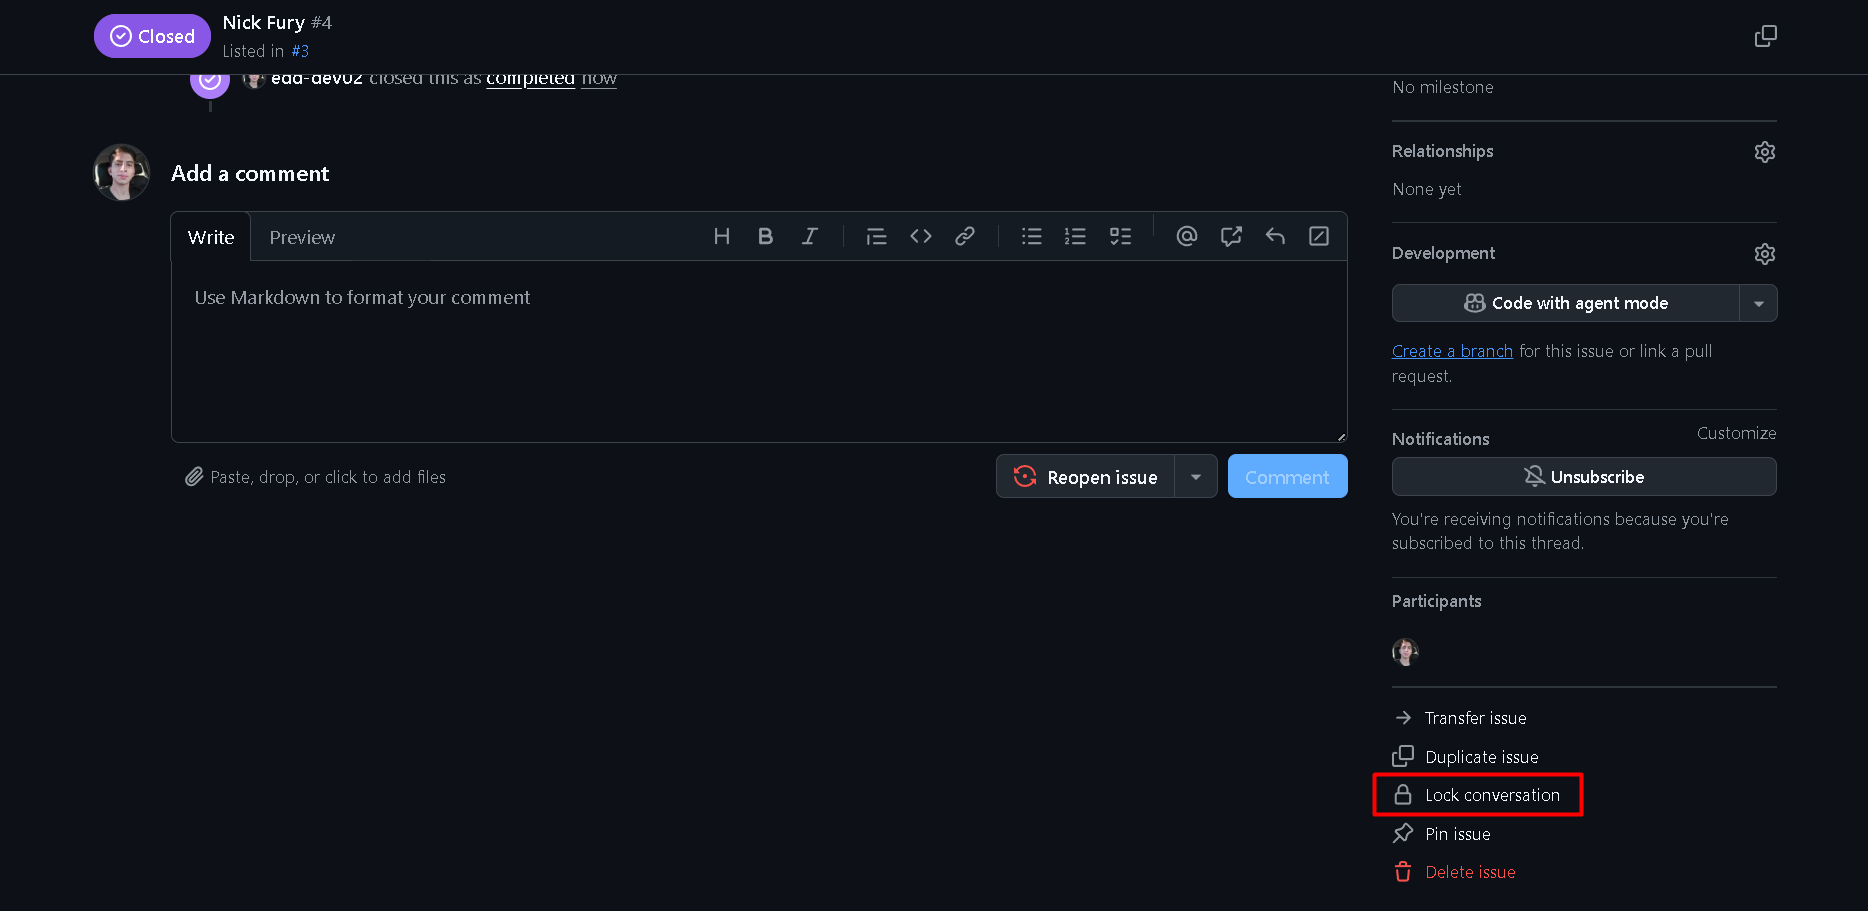 Closed
Nick Fury #4
Listed in #3
edd-dev02 closed this as completed now
Add a comment
Write
Preview
Use Markdown to format your comment
Paste, drop, or click to add files
Reopen issue
Comment
No milestone
Relationships
None yet
Development
Code with agent mode
Create a branch for this issue or link a pull
request.
Notifications
Customize
Unsubscribe
You're receiving notifications because you're
subscribed to this thread.
Participants
Transfer issue
Duplicate issue
Lock conversation
Pin issue
Delete issue